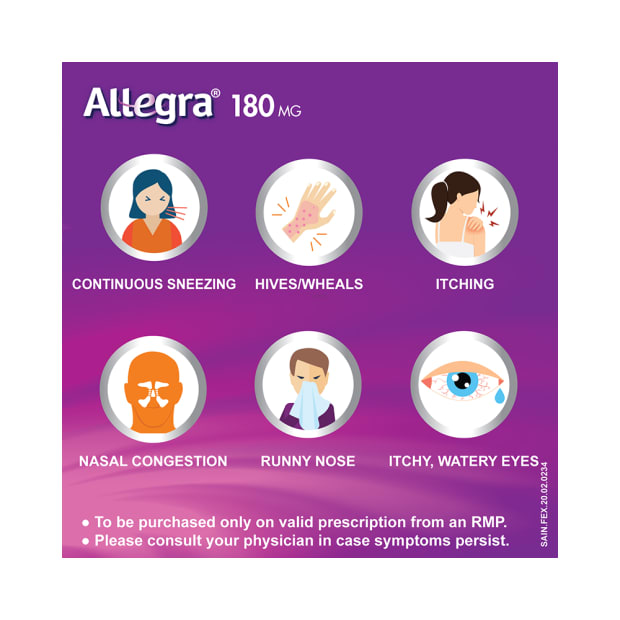 Allegra® 180 MG
CONTINUOUS SNEEZING
HIVES/WHEALS
ITCHING
NASAL CONGESTION
RUNNY NOSE
ITCHY, WATERY EYES
• To be purchased only on valid prescription from an RMP.
• Please consult your physician in case symptoms persist.
SAIN.FEX.20.02.0234